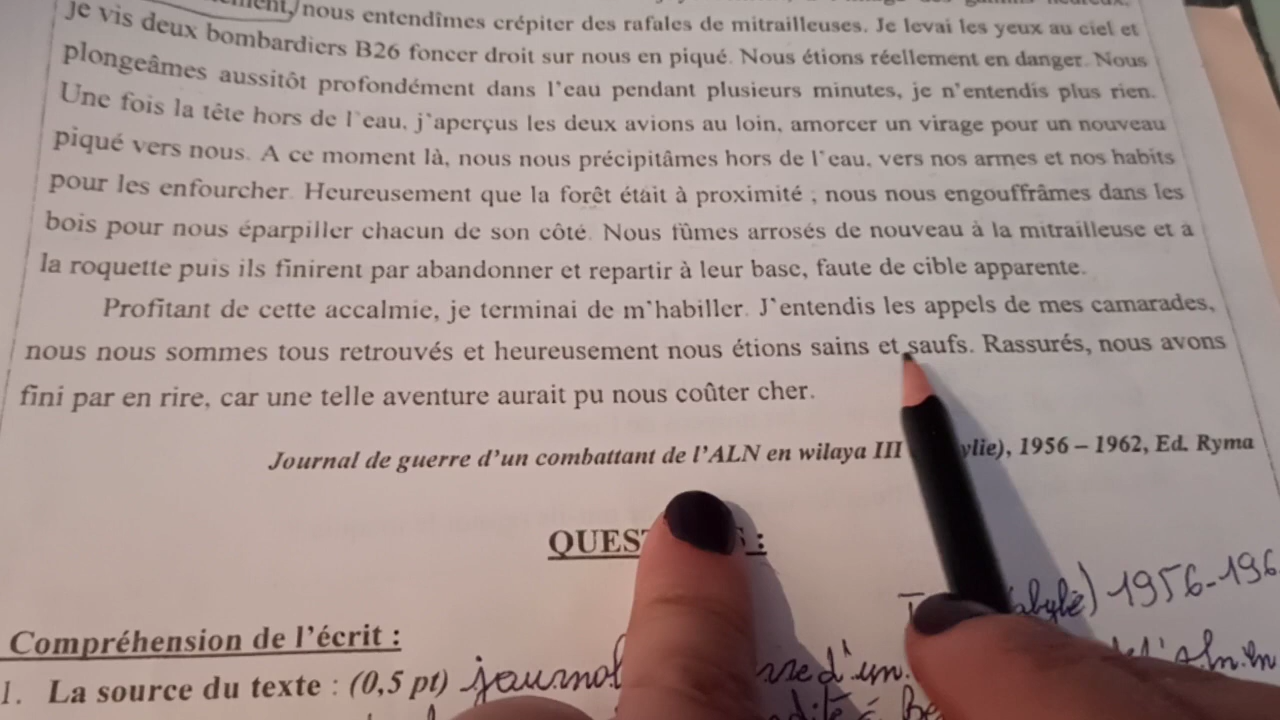 nous entendîmes crépiter des rafales de mitrailleuses. Je levai les yeux au ciel et
je vis deux bombardiers B26 foncer droit sur nous en piqué. Nous étions réellement en danger. Nous
plongeâmes aussitôt profondément dans l'eau pendant plusieurs minutes, je n'entendis plus rien.
Une fois la tête hors de l'eau, j'aperçus les deux avions au loin, amorcer un virage pour un nouveau
piqué vers nous. A ce moment là, nous nous précipitâmes hors de l'eau, vers nos armes et nos habits
pour les enfourcher. Heureusement que la forêt était à proximité ; nous nous engouffrâmes dans les
bois pour nous éparpiller chacun de son côté. Nous fûmes arrosés de nouveau à la mitrailleuse et à
la roquette puis ils finirent par abandonner et repartir à leur base, faute de cible apparente.
Profitant de cette accalmie, je terminai de m'habiller. J'entendis les appels de mes camarades,
nous nous sommes tous retrouvés et heureusement nous étions sains et saufs. Rassurés, nous avons
fini par en rire, car une telle aventure aurait pu nous coûter cher.
Journal de guerre d'un combattant de l'ALN en wilaya III ylie), 1956 – 1962, Ed. Ryma
QUES :
abylé) 1956-196
Compréhension de l'écrit :
1. La source du texte : (0,5 pt) journal d'un